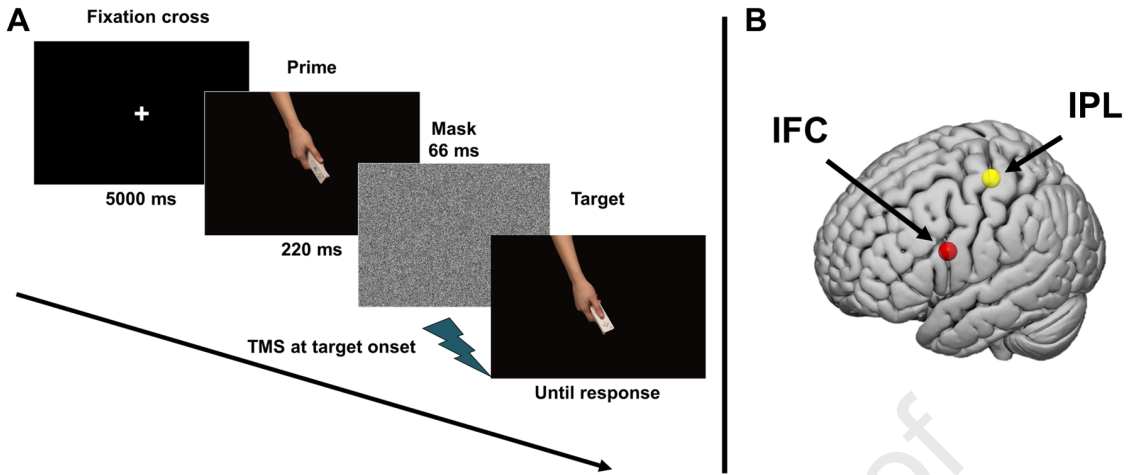 A
Fixation cross
5000 ms
Prime
220 ms
Mask
66 ms
Target
TMS at target onset
Until response
B
IFC
IPL
of